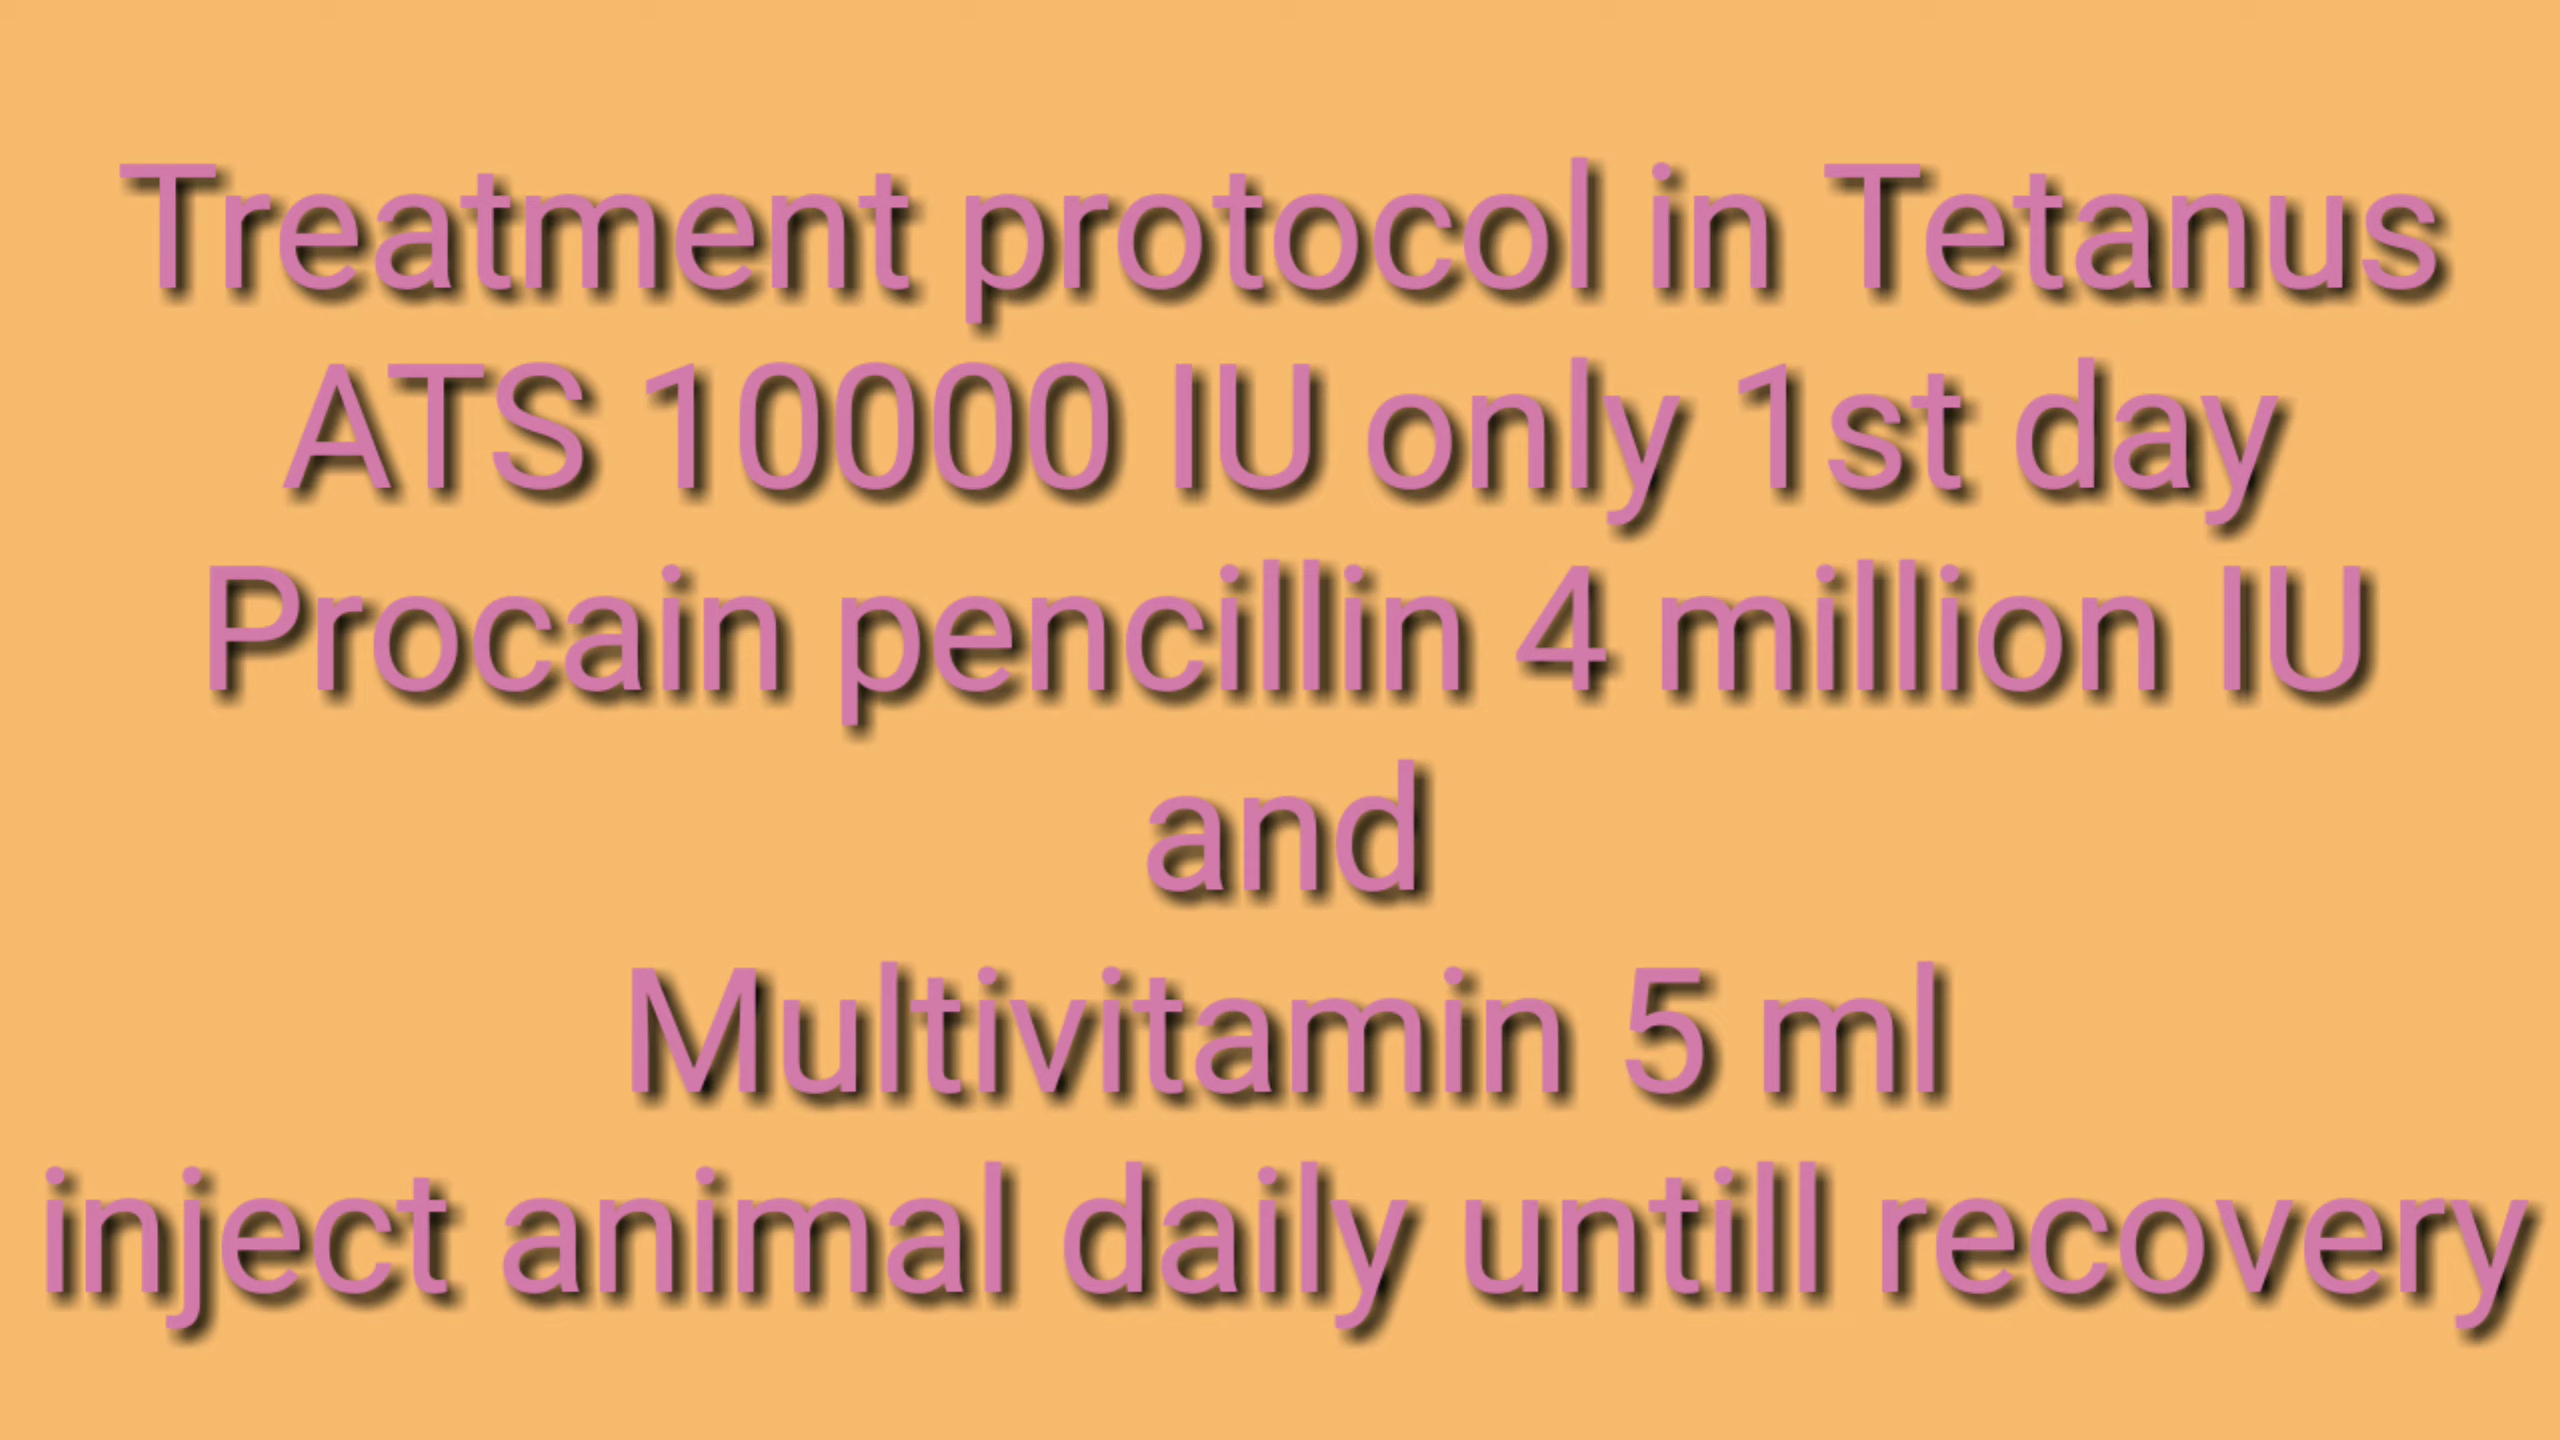 Treatment protocol in Tetanus
ATS 10000 IU only 1st day
Procain pencillin 4 million IU
and
Multivitamin 5 ml
inject animal daily untill recovery